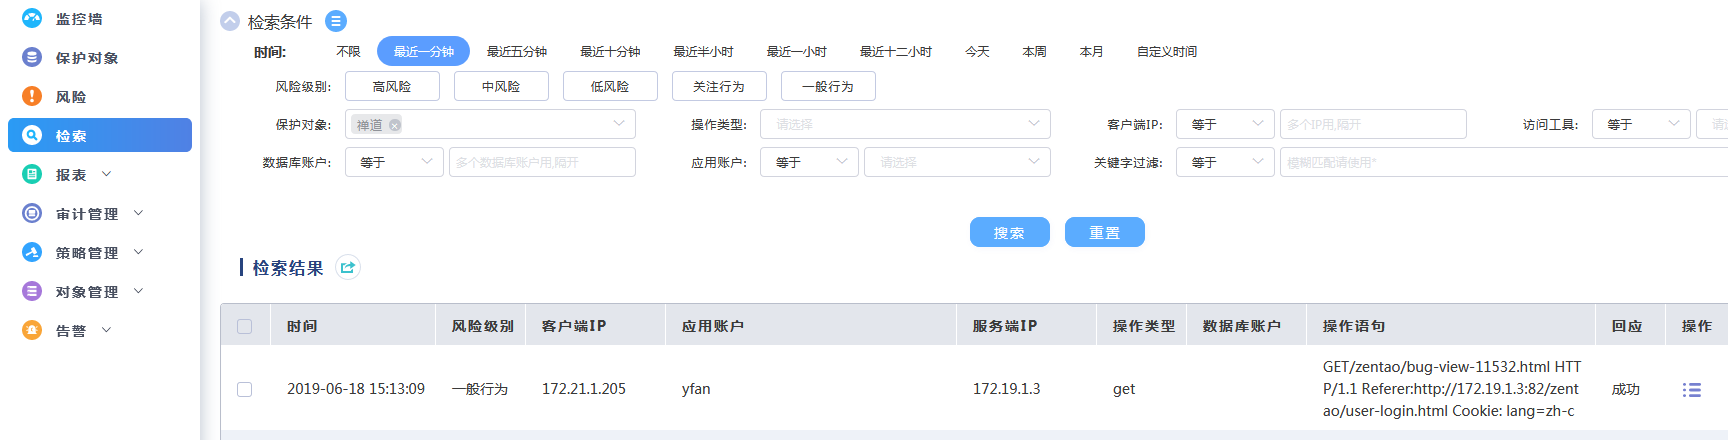 监控墙
保护对象
风险
检索
报表
审计管理
策略管理
对象管理
告警
检索条件
时间: 不限 最近一分钟 最近五分钟 最近十分钟 最近半小时 最近一小时 最近十二小时 今天 本周 本月 自定义时间
风险级别: 高风险 中风险 低风险 关注行为 一般行为
保护对象: 禅道 操作类型: 请选择 客户端IP: 等于 多个IP用,隔开 访问工具: 等于 请选
数据库账户: 等于 多个数据库账户用,隔开 应用账户: 等于 请选择 关键字过滤: 等于 模糊匹配请使用*
搜索 重置
检索结果
时间 风险级别 客户端IP 应用账户 服务端IP 操作类型 数据库账户 操作语句 回应 操作
2019-06-18 15:13:09 一般行为 172.21.1.205 yfan 172.19.1.3 get GET/zentao/bug-view-11532.html HTT
P/1.1 Referer:http://172.19.1.3:82/zent
ao/user-login.html Cookie: lang=zh-c
成功